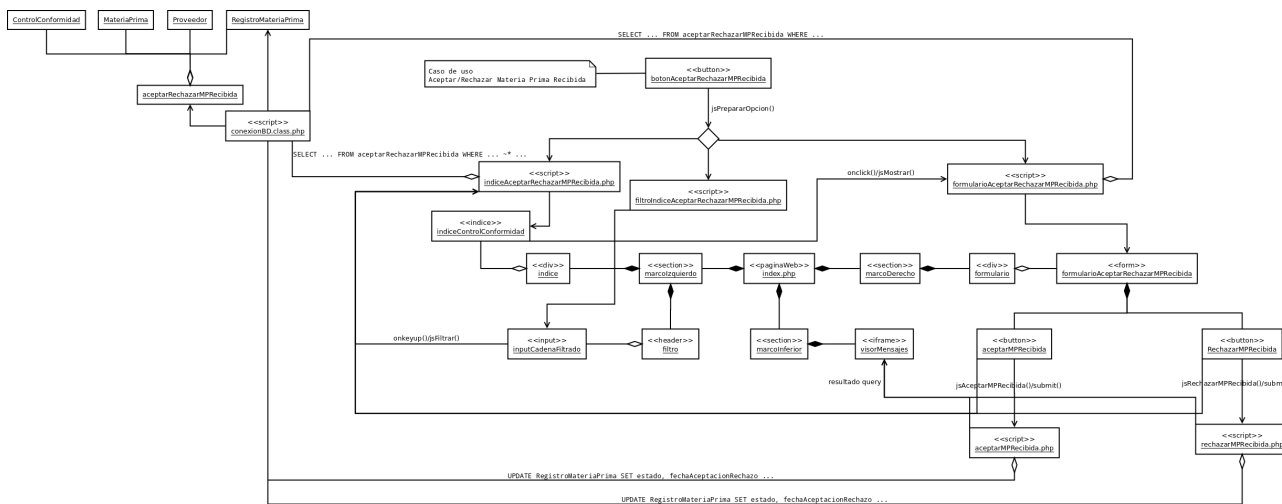 ControlConformidad
MateriaPrima
Proveedor
RegistroMateriaPrima
SELECT ... FROM aceptarRechazarMPRecibida WHERE ...
Caso de uso
Aceptar/Rechazar Materia Prima Recibida
<<button>>
botonAceptarRechazarMPRecibida
aceptarRechazarMPRecibida
jsPrepararOpcion()
<<script>>
conexionBD.class.php
SELECT ... FROM aceptarRechazarMPRecibida WHERE ... ~* ...
<<script>>
indiceAceptarRechazarMPRecibida.php
<<script>>
filtroIndiceAceptarRechazarMPRecibida.php
onclick()/jsMostrar()
<<script>>
formularioAceptarRechazarMPRecibida.php
<<indice>>
indiceControlConformidad
<<div>>
indice
<<section>>
marcoIzquierdo
<<paginaWeb>>
index.php
<<section>>
marcoDerecho
<<div>>
formulario
<<form>>
formularioAceptarRechazarMPRecibida
onkeyup()/jsFiltrar()
<<input>>
inputCadenaFiltrado
<<header>>
filtro
<<section>>
marcoInferior
<<iframe>>
visorMensajes
<<button>>
aceptarMPRecibida
<<button>>
RechazarMPRecibida
resultado query
jsAceptarMPRecibida()/submit()
jsRechazarMPRecibida()/subm
<<script>>
aceptarMPRecibida.php
<<script>>
rechazarMPRecibida.php
UPDATE RegistroMateriaPrima SET estado, fechaAceptacionRechazo ...
UPDATE RegistroMateriaPrima SET estado, fechaAceptacionRechazo ...